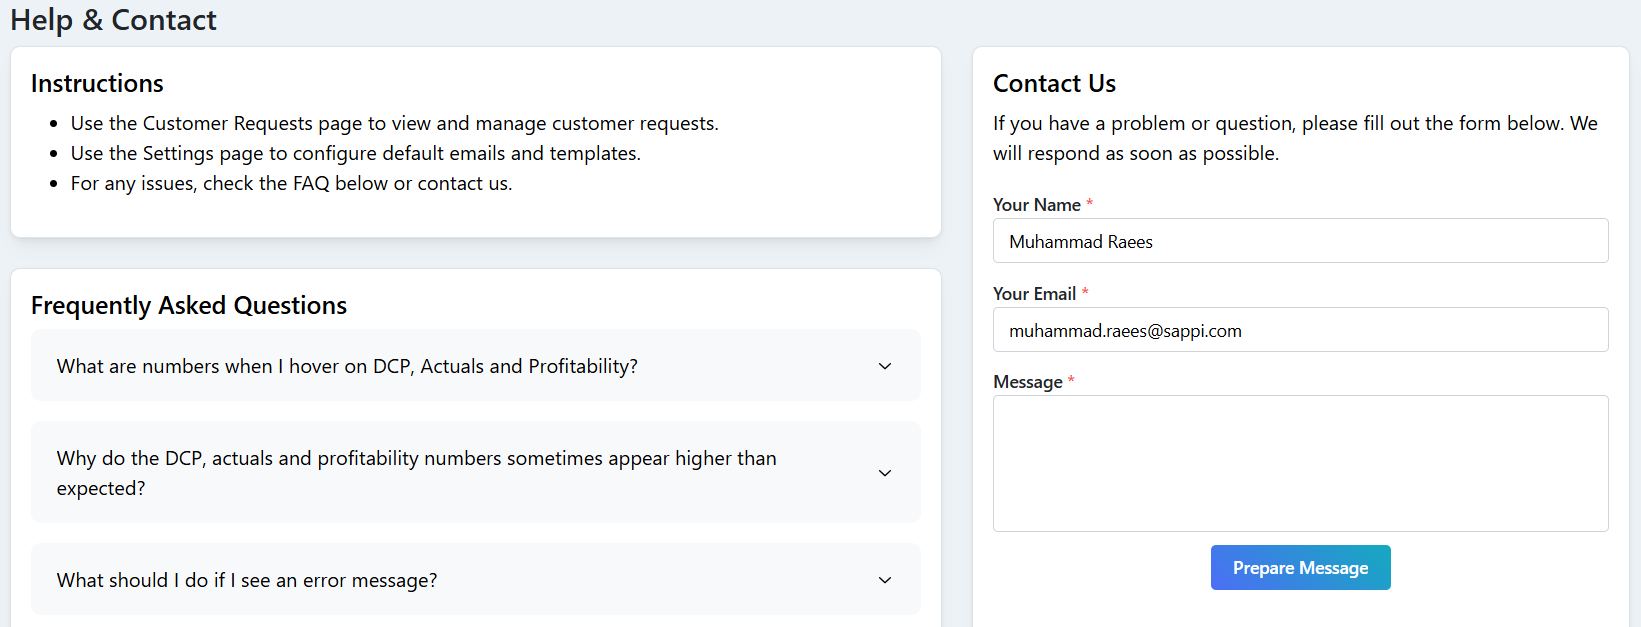 Help & Contact
Instructions
• Use the Customer Requests page to view and manage customer requests.
• Use the Settings page to configure default emails and templates.
• For any issues, check the FAQ below or contact us.
Frequently Asked Questions
What are numbers when I hover on DCP, Actuals and Profitability?
Why do the DCP, actuals and profitability numbers sometimes appear higher than
expected?
What should I do if I see an error message?
Contact Us
If you have a problem or question, please fill out the form below. We
will respond as soon as possible.
Your Name *
Muhammad Raees
Your Email *
muhammad.raees@sappi.com
Message *
Prepare Message